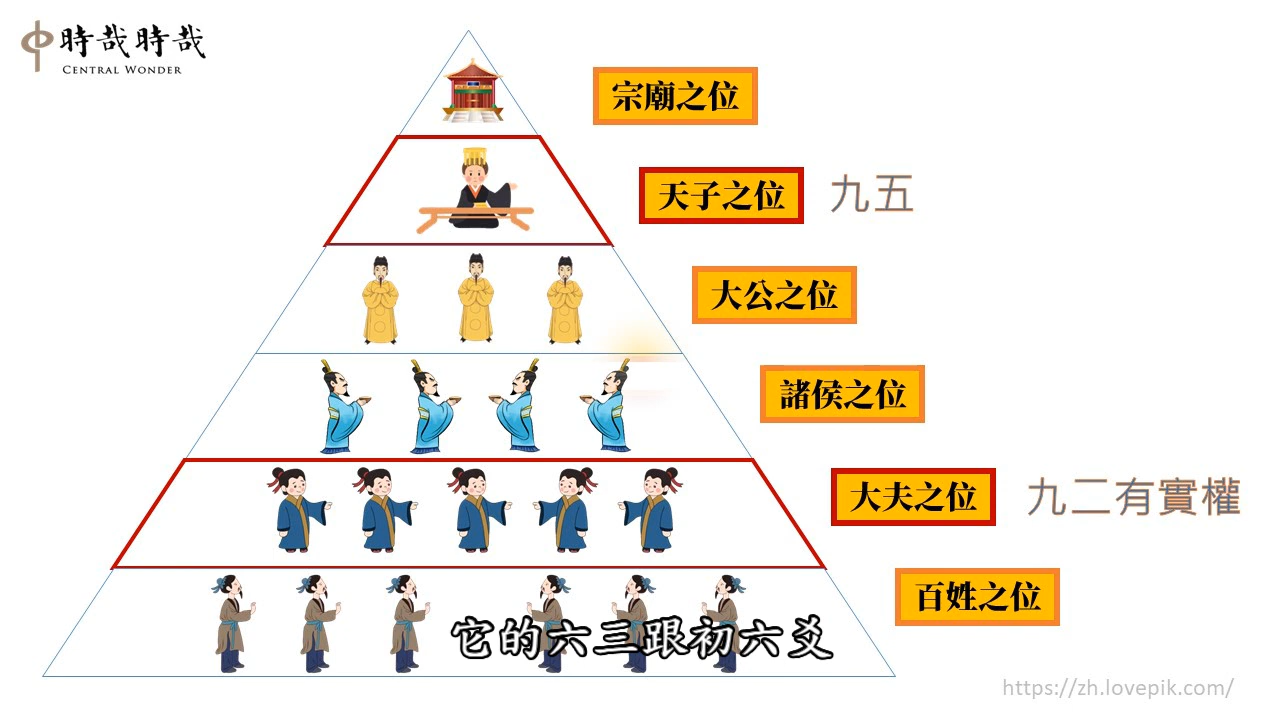 時哉時哉
CENTRAL WONDER
宗廟之位
天子之位 九五
大公之位
諸侯之位
大夫之位 九二有實權
百姓之位
它的六三跟初六爻
https://zh.lovepik.com/